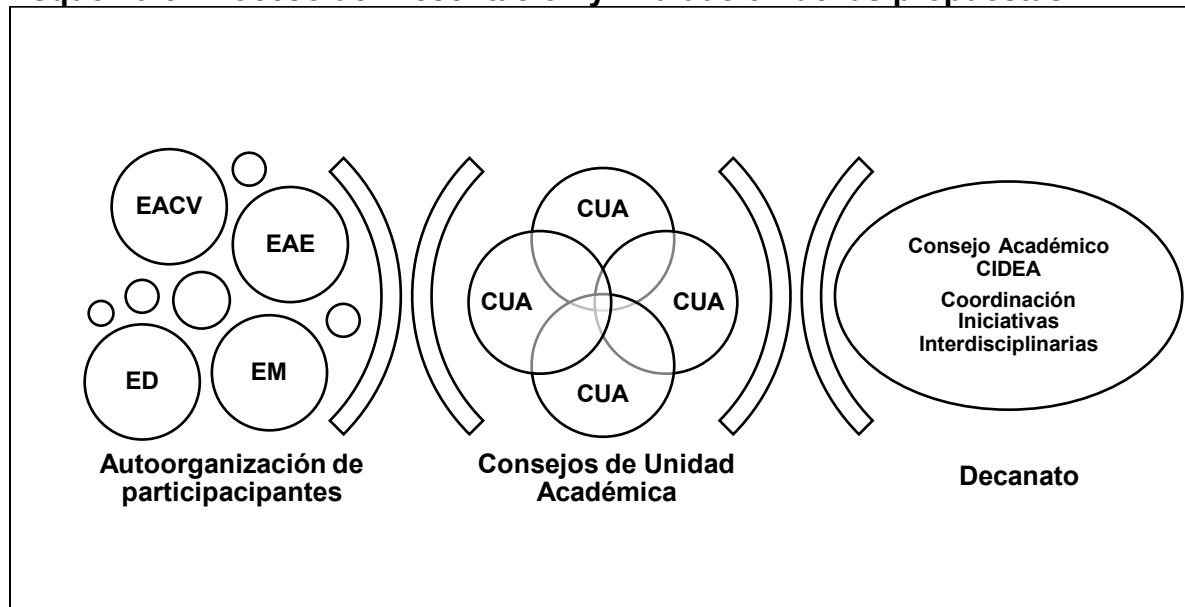 EACV
EAE
ED
EM
Autoorganización de
participacipantes
CUA
CUA
CUA
CUA
Consejos de Unidad
Académica
Consejo Académico
CIDEA
Coordinación
Iniciativas
Interdisciplinarias
Decanato